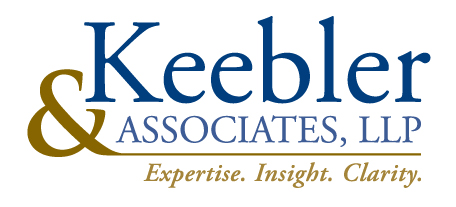 Keebler
& ASSOCIATES, LLP
Expertise. Insight. Clarity.